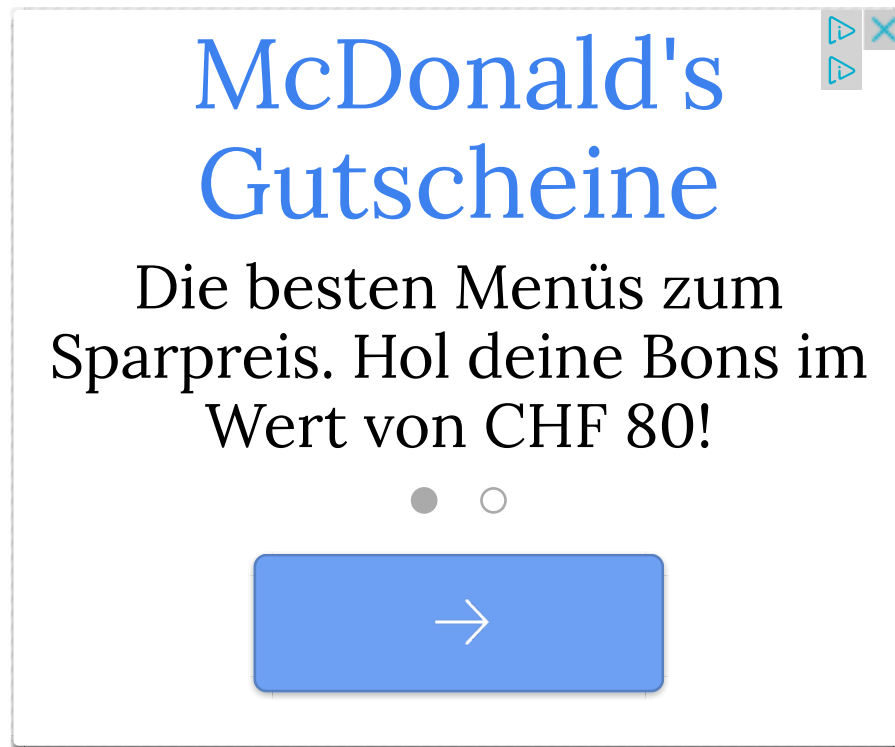 McDonald's
Gutscheine
Die besten Menüs zum
Sparpreis. Hol deine Bons im
Wert von CHF 80!